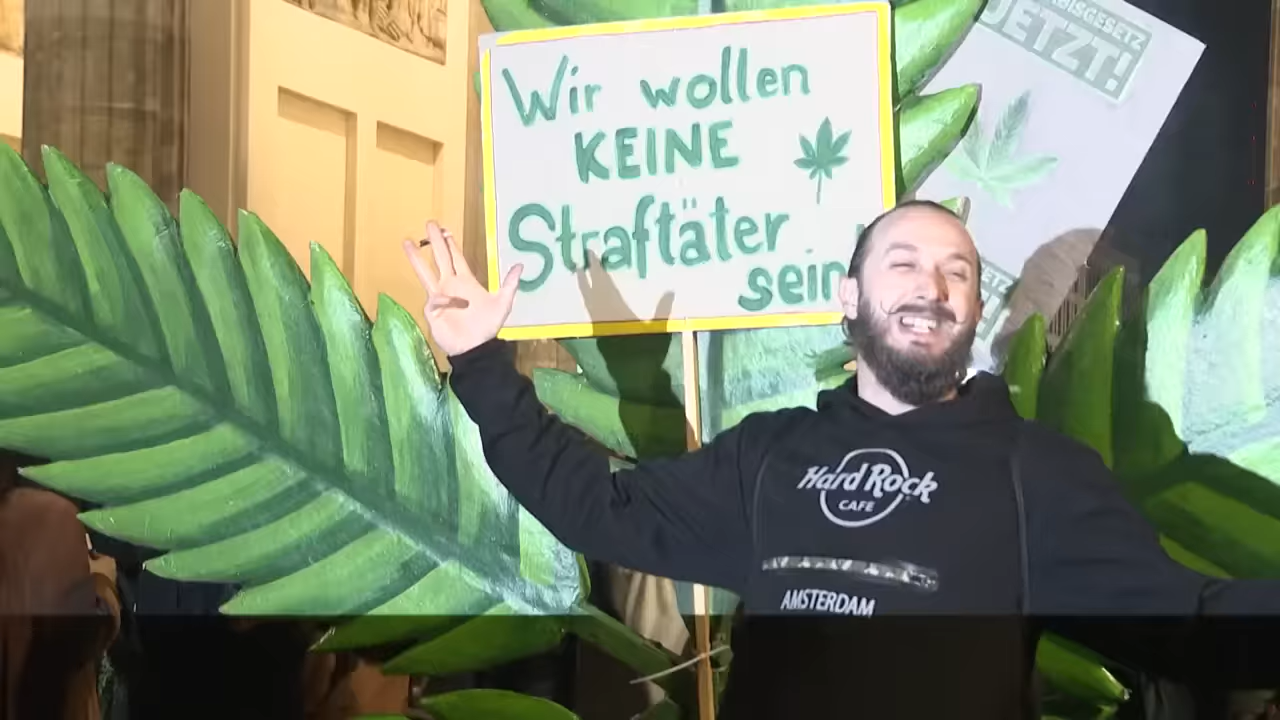 Wir wollen
KEINE
Straftäter
sein
JETZT!
Hard Rock
CAFE
AMSTERDAM